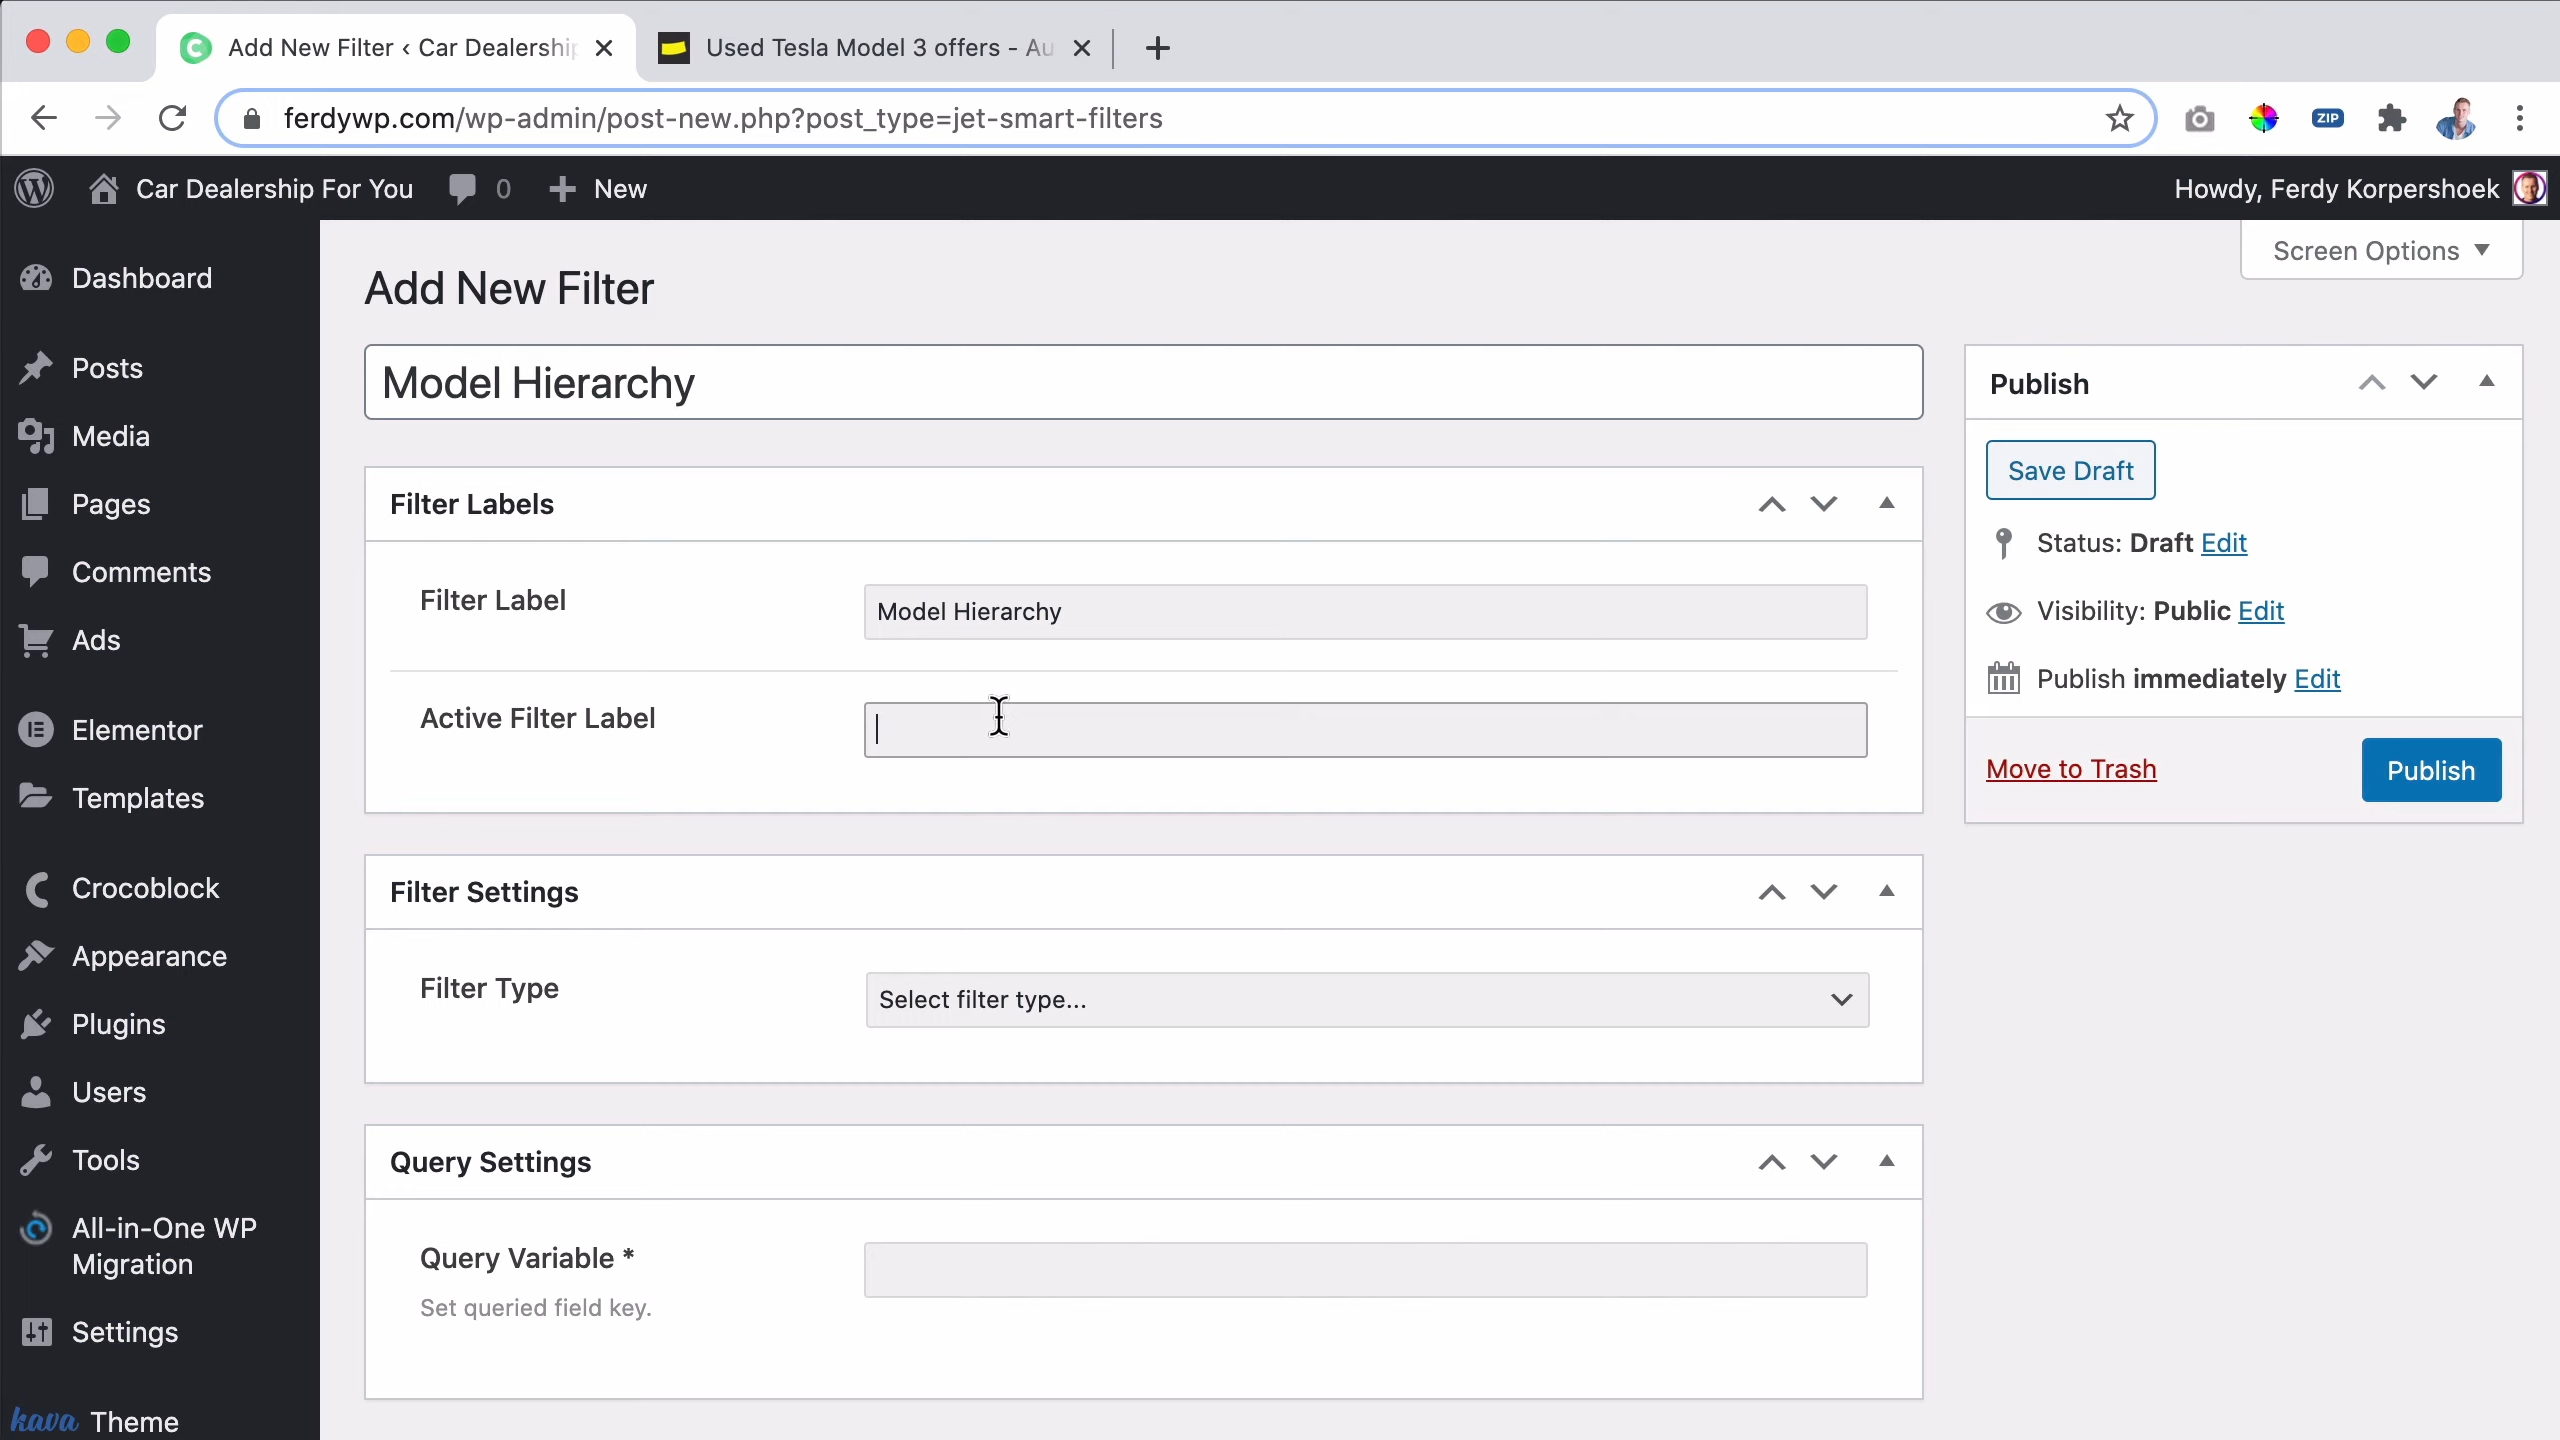 Add New Filter ‹ Car Dealership
Used Tesla Model 3 offers - Au
ferdywp.com/wp-admin/post-new.php?post_type=jet-smart-filters
ZIP
Car Dealership For You
0
New
Howdy, Ferdy Korpershoek
Screen Options
Dashboard
Posts
Media
Pages
Comments
Ads
Elementor
Templates
Crocoblock
Appearance
Plugins
Users
Tools
All-in-One WP
Migration
Settings
kava Theme
Add New Filter
Model Hierarchy
Filter Labels
Filter Label
Model Hierarchy
Active Filter Label
Filter Settings
Filter Type
Select filter type...
Query Settings
Query Variable *
Set queried field key.
Publish
Save Draft
Status: Draft Edit
Visibility: Public Edit
Publish immediately Edit
Move to Trash
Publish